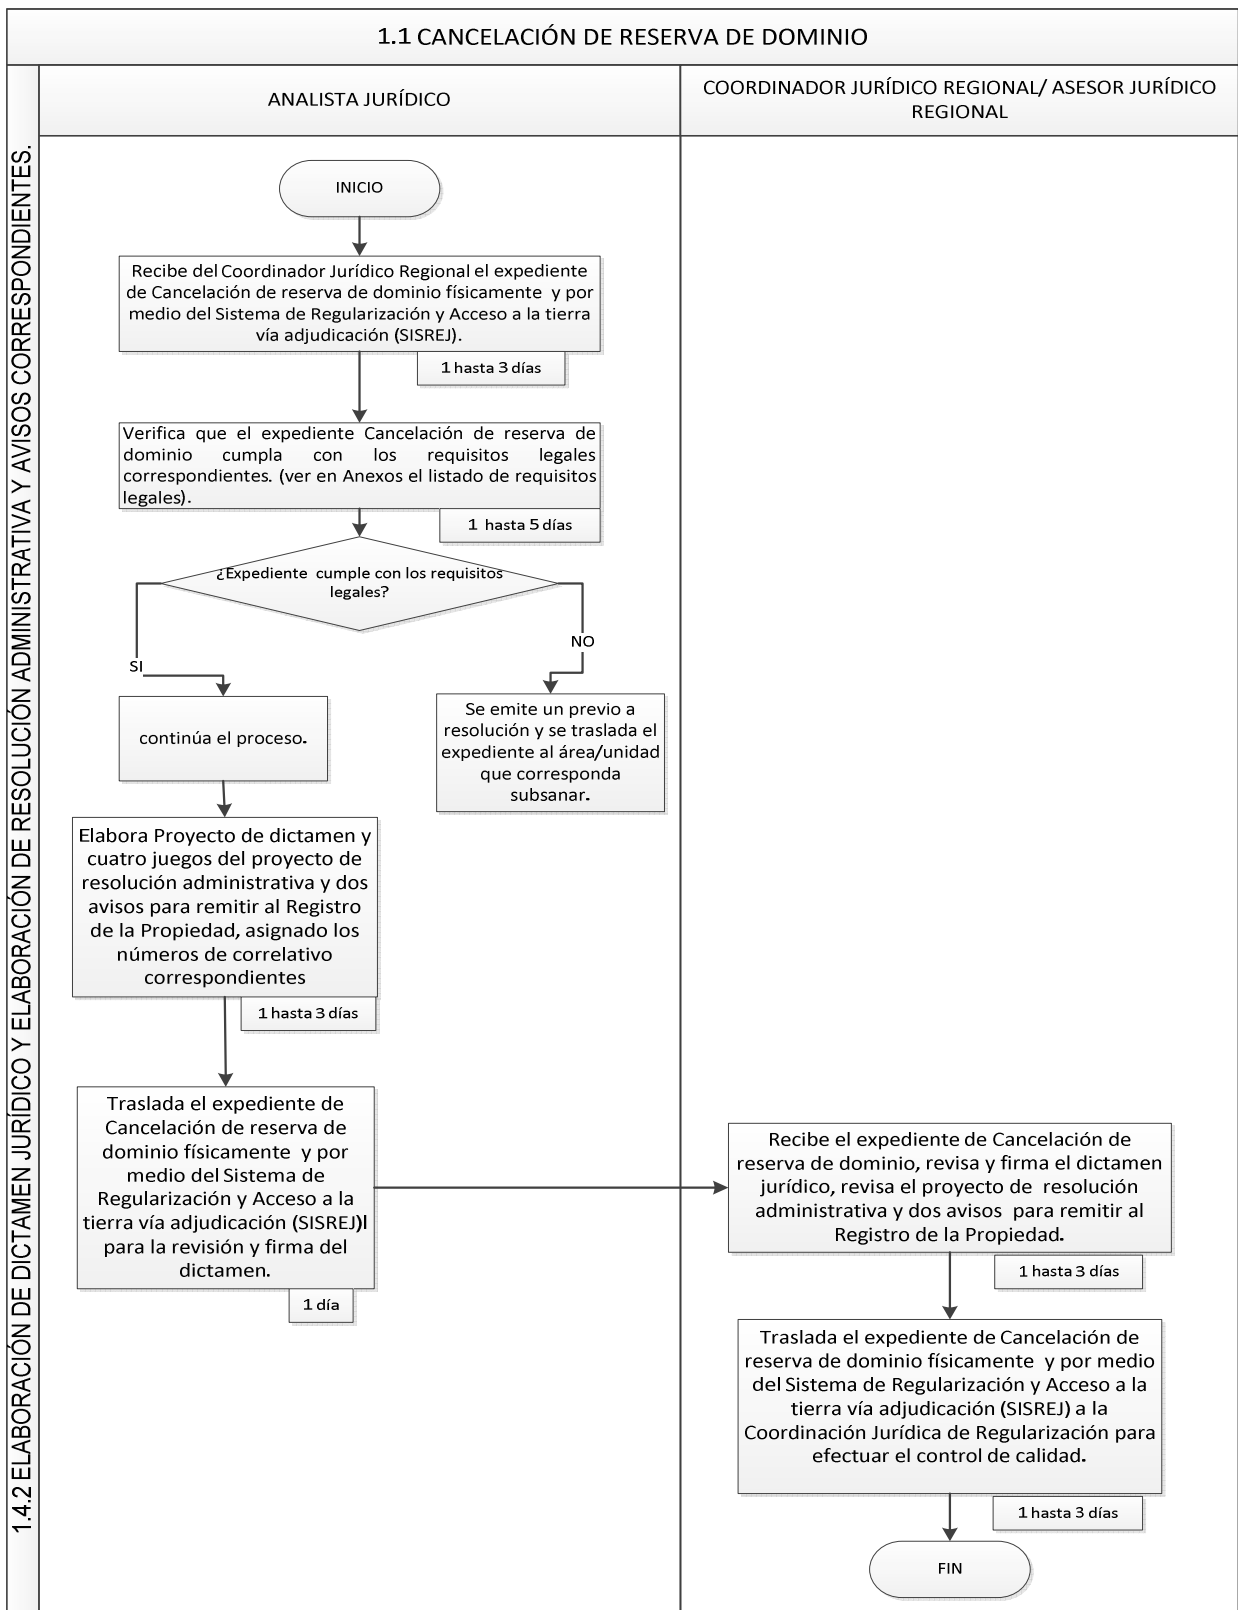 1.1 CANCELACIÓN DE RESERVA DE DOMINIO
1.4.2 ELABORACIÓN DE DICTAMEN JURÍDICO Y ELABORACIÓN DE RESOLUCIÓN ADMINISTRATIVA Y AVISOS CORRESPONDIENTES.
ANALISTA JURÍDICO
COORDINADOR JURÍDICO REGIONAL/ ASESOR JURÍDICO
REGIONAL
INICIO
Recibe del Coordinador Jurídico Regional el expediente
de Cancelación de reserva de dominio físicamente y por
medio del Sistema de Regularización y Acceso a la tierra
vía adjudicación (SISREJ).
1 hasta 3 días
Verifica que el expediente Cancelación de reserva de
dominio cumpla con los requisitos legales
correspondientes. (ver en Anexos el listado de requisitos
legales).
1 hasta 5 días
¿Expediente cumple con los requisitos
legales?
SI
NO
continúa el proceso.
Se emite un previo a
resolución y se traslada el
expediente al área/unidad
que corresponda
subsanar.
Elabora Proyecto de dictamen y
cuatro juegos del proyecto de
resolución administrativa y dos
avisos para remitir al Registro
de la Propiedad, asignado los
números de correlativo
correspondientes
1 hasta 3 días
Traslada el expediente de
Cancelación de reserva de
dominio físicamente y por
medio del Sistema de
Regularización y Acceso a la
tierra vía adjudicación (SISREJ)l
para la revisión y firma del
dictamen.
1 día
Recibe el expediente de Cancelación de
reserva de dominio, revisa y firma el dictamen
jurídico, revisa el proyecto de resolución
administrativa y dos avisos para remitir al
Registro de la Propiedad.
1 hasta 3 días
Traslada el expediente de Cancelación de
reserva de dominio físicamente y por medio
del Sistema de Regularización y Acceso a la
tierra vía adjudicación (SISREJ) a la
Coordinación Jurídica de Regularización para
efectuar el control de calidad.
1 hasta 3 días
FIN